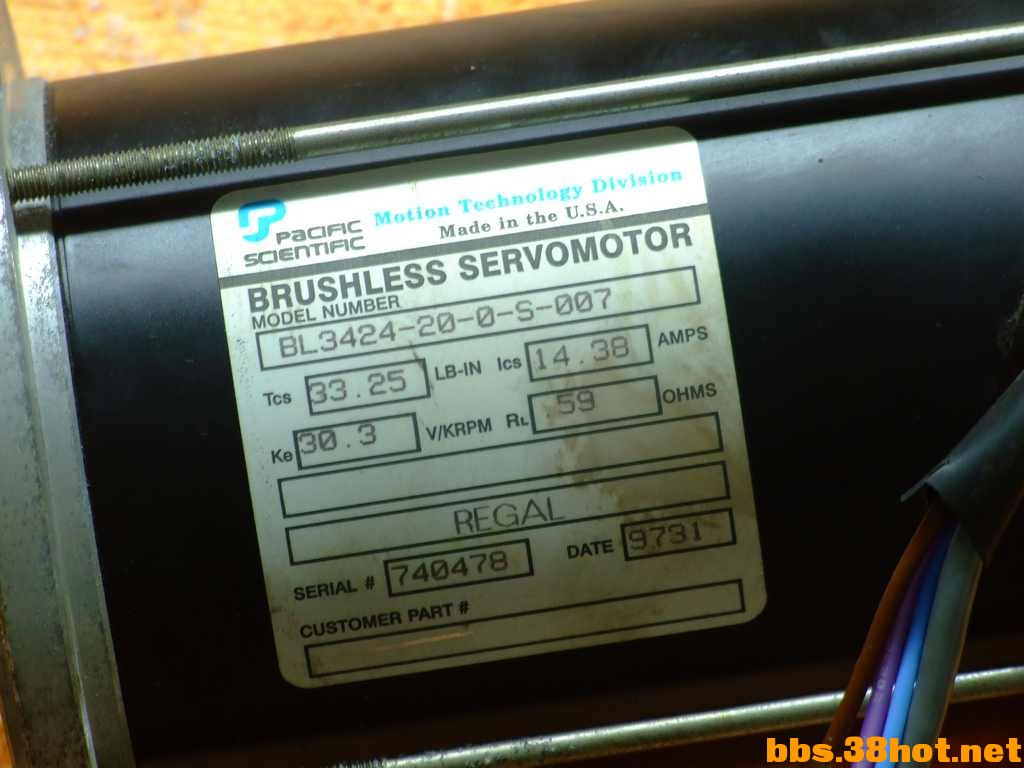 PACIFIC SCIENTIFIC Motion Technology Division
Made in the U.S.A.
BRUSHLESS SERVOMOTOR
MODEL NUMBER
BL3424-20-0-S-007
Tcs 33.25 LB-IN Ics 14.38 AMPS
Ke 30.3 V/KRPM RL .59 OHMS
REGAL
SERIAL # 740478 DATE 9731
CUSTOMER PART #
bbs.38hot.net